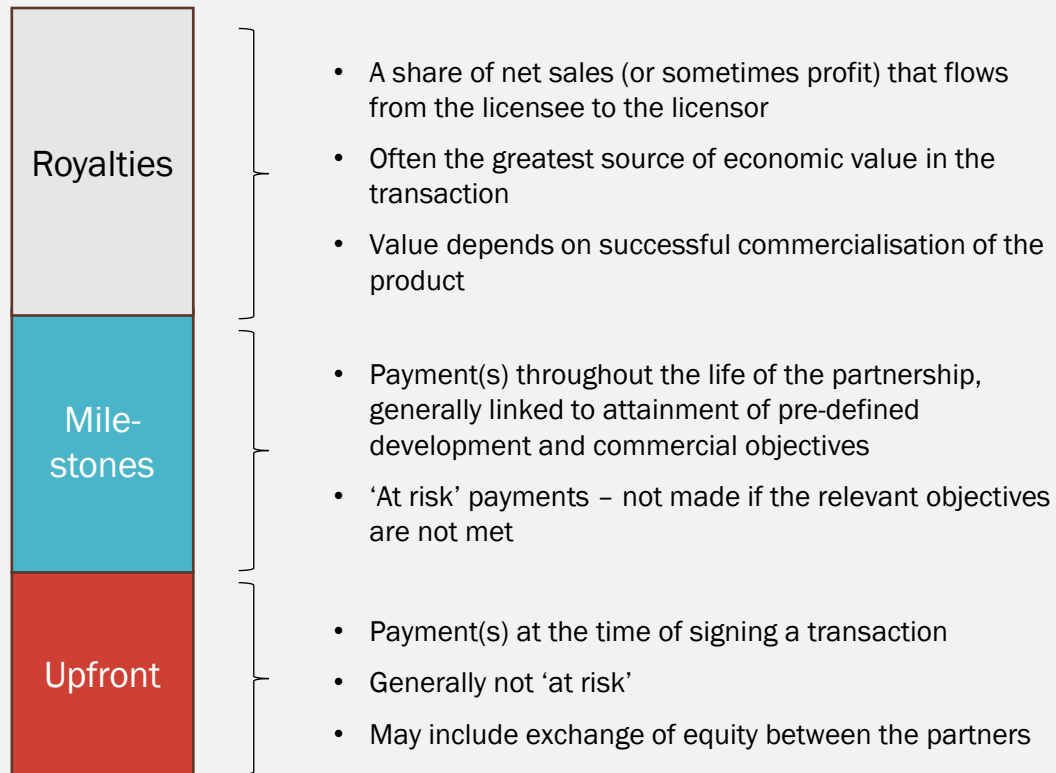 Royalties
• A share of net sales (or sometimes profit) that flows
from the licensee to the licensor
• Often the greatest source of economic value in the
transaction
• Value depends on successful commercialisation of the
product
Mile-
stones
• Payment(s) throughout the life of the partnership,
generally linked to attainment of pre-defined
development and commercial objectives
• ‘At risk’ payments – not made if the relevant objectives
are not met
Upfront
• Payment(s) at the time of signing a transaction
• Generally not ‘at risk’
• May include exchange of equity between the partners